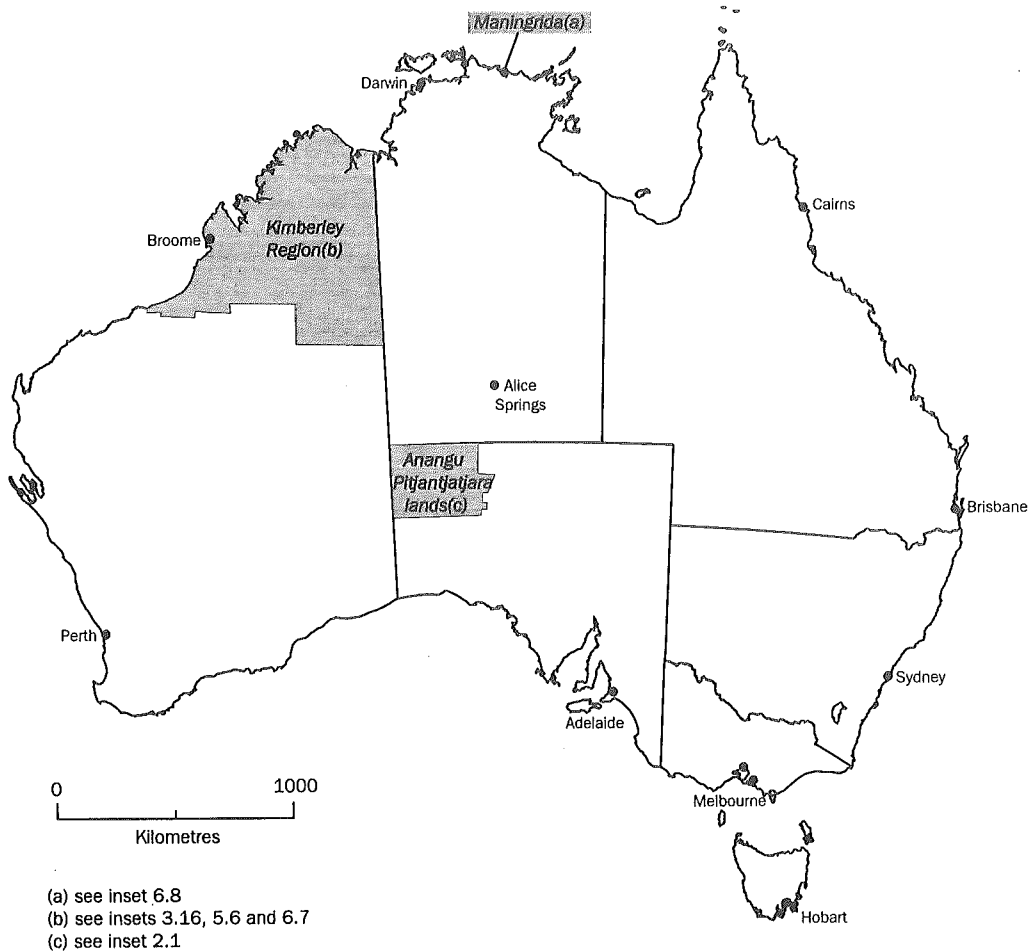 Maningrida(a)
Darwin
Cairns
Kimberley
Region(b)
Broome
Alice
Springs
Anangu
Pitjantjatjara
lands(c)
Brisbane
Perth
Sydney
Adelaide
0 1000
Kilometres
Melbourne
Hobart
(a) see inset 6.8
(b) see insets 3.16, 5.6 and 6.7
(c) see inset 2.1